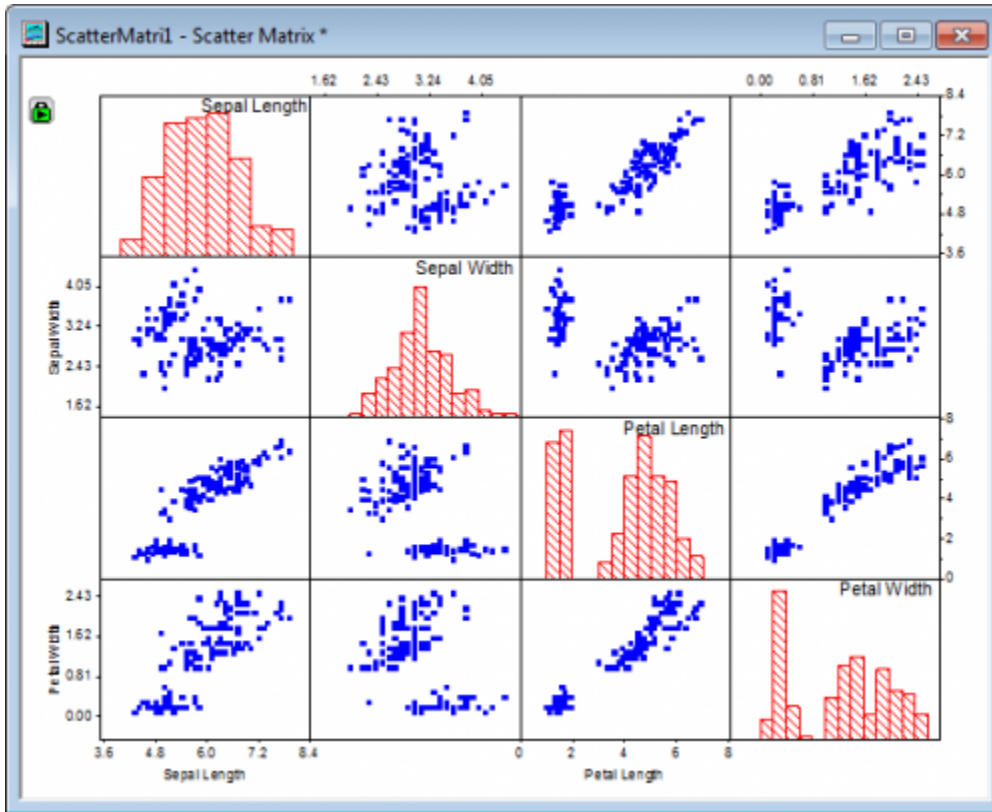 ScatterMatri1 - Scatter Matrix *
1.62 2.43 3.24 4.05 0.00 0.81 1.62 2.43
Sepal Length
8.4
7.2
6.0
4.8
3.6
Sepal Width
Sepal Width
4.05
3.24
2.43
1.62
Petal Length
8
6
4
2
0
Petal Width
Petal Width
2.43
1.62
0.81
0.00
3.6 4.8 6.0 7.2 8.4 0 2 4 6 8
Sepal Length Petal Length